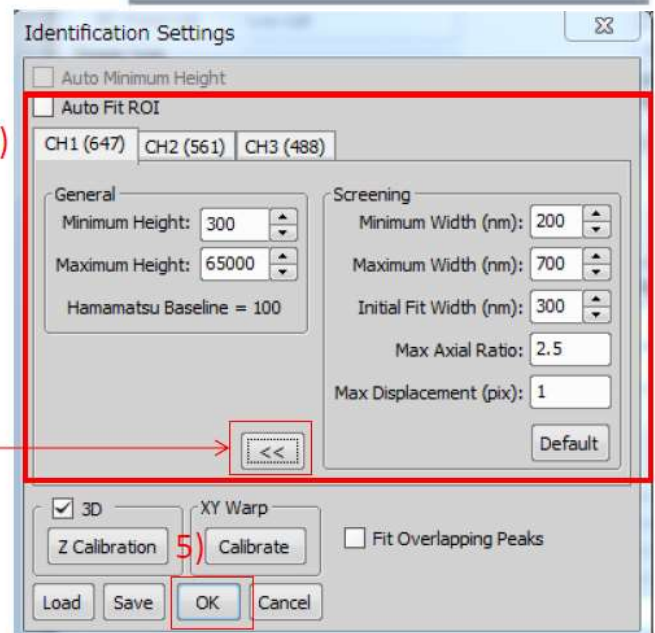 Identification Settings
Auto Minimum Height
Auto Fit ROI
)
CH1 (647) CH2 (561) CH3 (488)
General
Minimum Height: 300
Maximum Height: 65000
Hamamatsu Baseline = 100
Screening
Minimum Width (nm): 200
Maximum Width (nm): 700
Initial Fit Width (nm): 300
Max Axial Ratio: 2.5
Max Displacement (pix): 1
<<
Default
3D
Z Calibration
5)
XY Warp
Calibrate
Fit Overlapping Peaks
Load Save OK Cancel